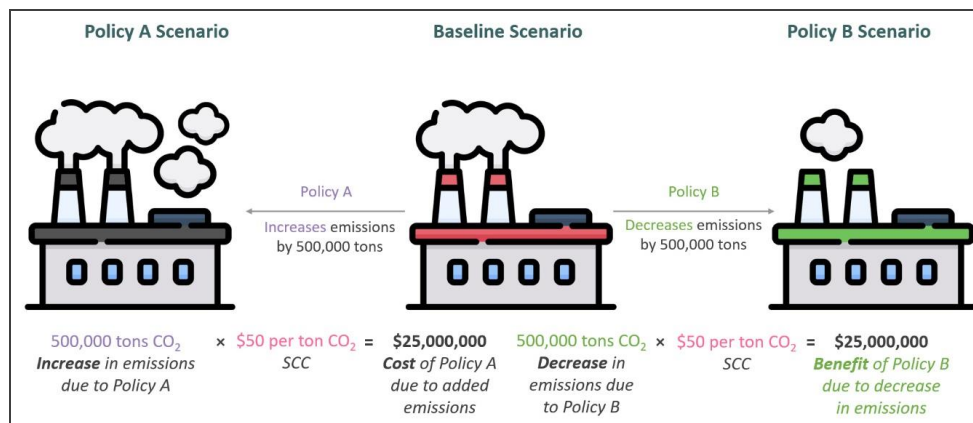 Policy A Scenario
Baseline Scenario
Policy B Scenario
Policy A
Increases emissions
by 500,000 tons
Policy B
Decreases emissions
by 500,000 tons
500,000 tons CO₂ × $50 per ton CO₂ = $25,000,000
Increase in emissions
due to Policy A
SCC
Cost of Policy A
due to added
emissions
500,000 tons CO₂ × $50 per ton CO₂ = $25,000,000
Decrease in
emissions due
to Policy B
SCC
Benefit of Policy B
due to decrease
in emissions